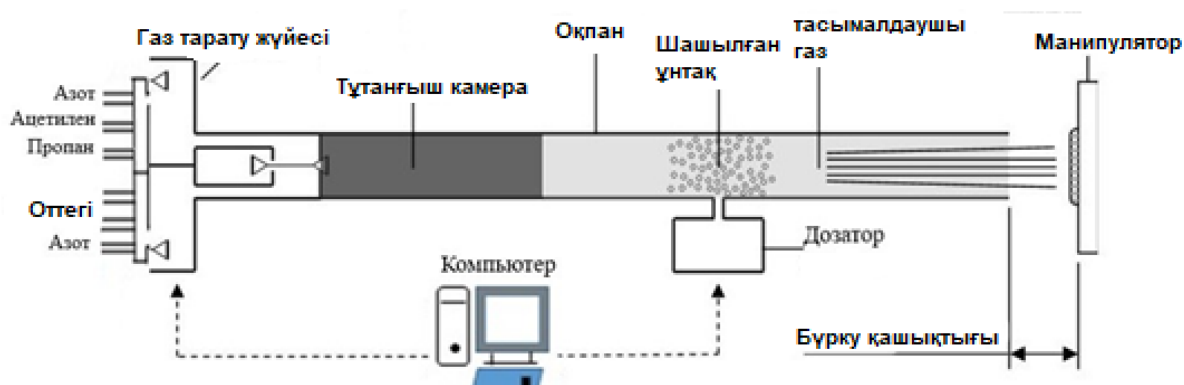 Газ тарату жүйесі
Оқпан
Шашылған
ұнтақ
тасымалдаушы
газ
Манипулятор
Тұтанғыш камера
Азот
Ацетилен
Пропан
Оттегі
Азот
Дозатор
Компьютер
Бүрку қашықтығы